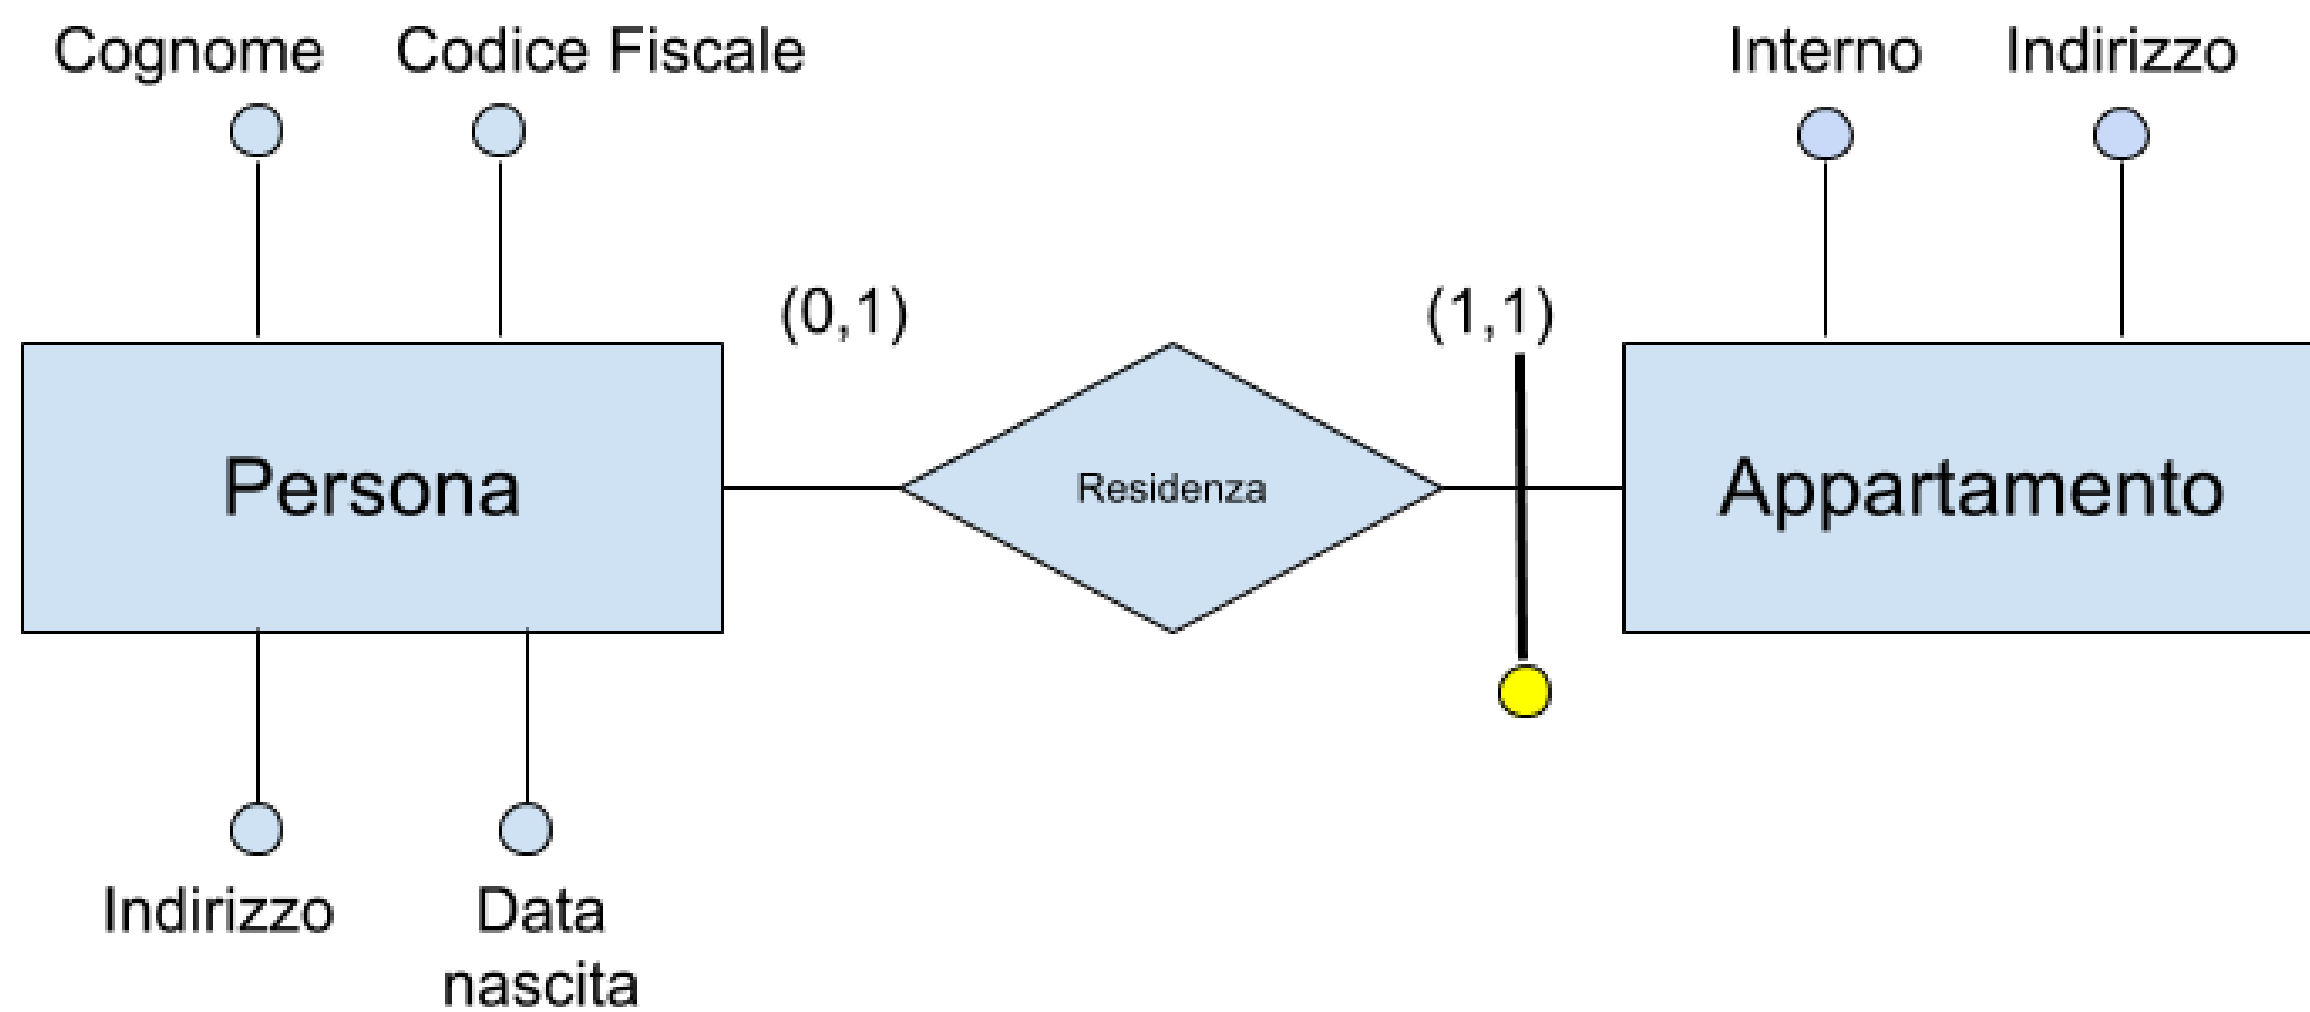 Cognome
Codice Fiscale
Interno
Indirizzo
(0,1)
(1,1)
Persona
Residenza
Appartamento
Indirizzo
Data
nascita